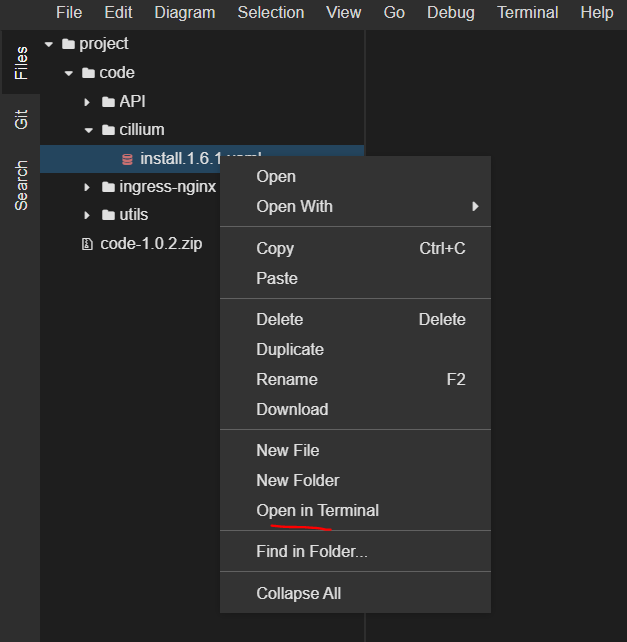 File Edit Diagram Selection View Go Debug Terminal Help
Files
Git
Search
project
code
API
cillium
install.1.6.1.yaml
ingress-nginx
utils
code-1.0.2.zip
Open
Open With
Copy Ctrl+C
Paste
Delete Delete
Duplicate
Rename F2
Download
New File
New Folder
Open in Terminal
Find in Folder...
Collapse All